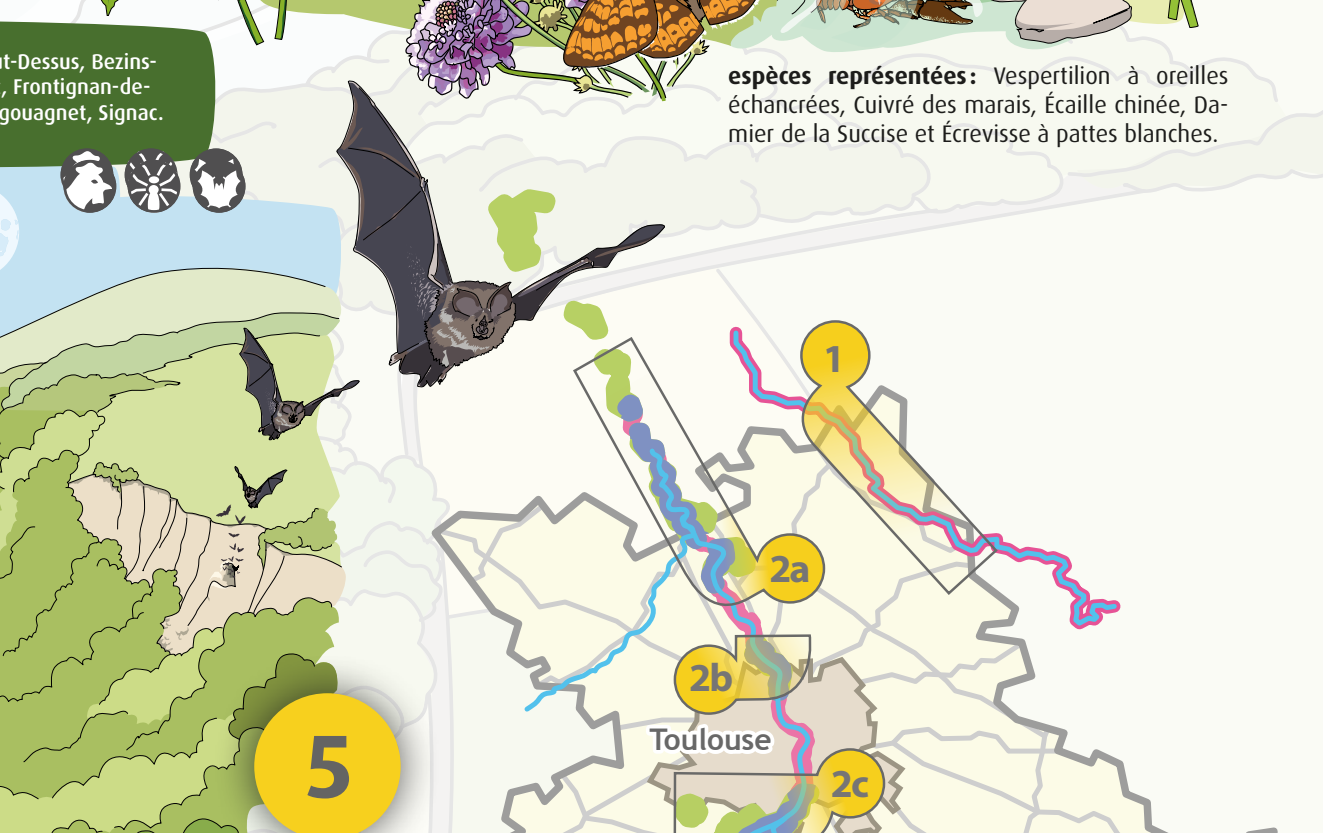 ut-Dessus, Bezins-
, Frontignan-de-
gouagnet, Signac.
espèces représentées : Vespertilion à oreilles
échancrées, Cuivré des marais, Écaille chinée, Da-
mier de la Succise et Écrevisse à pattes blanches.
1
2a
2b
Toulouse
5
2c